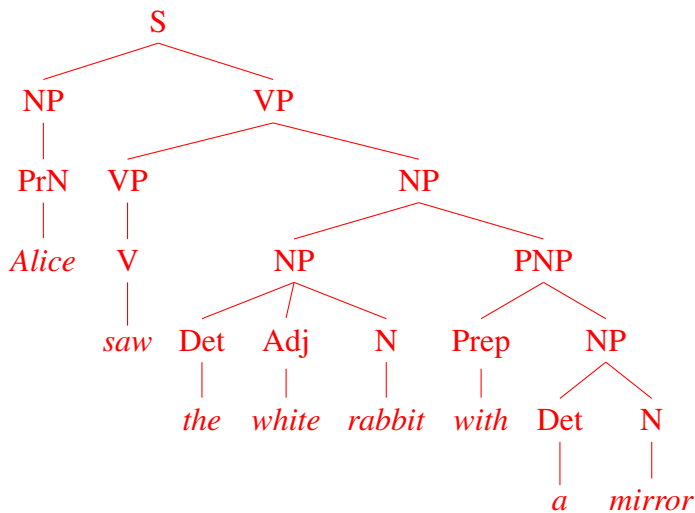 S
NP VP
PrN VP NP
Alice V NP PNP
saw Det Adj N Prep NP
the white rabbit with Det N
a mirror